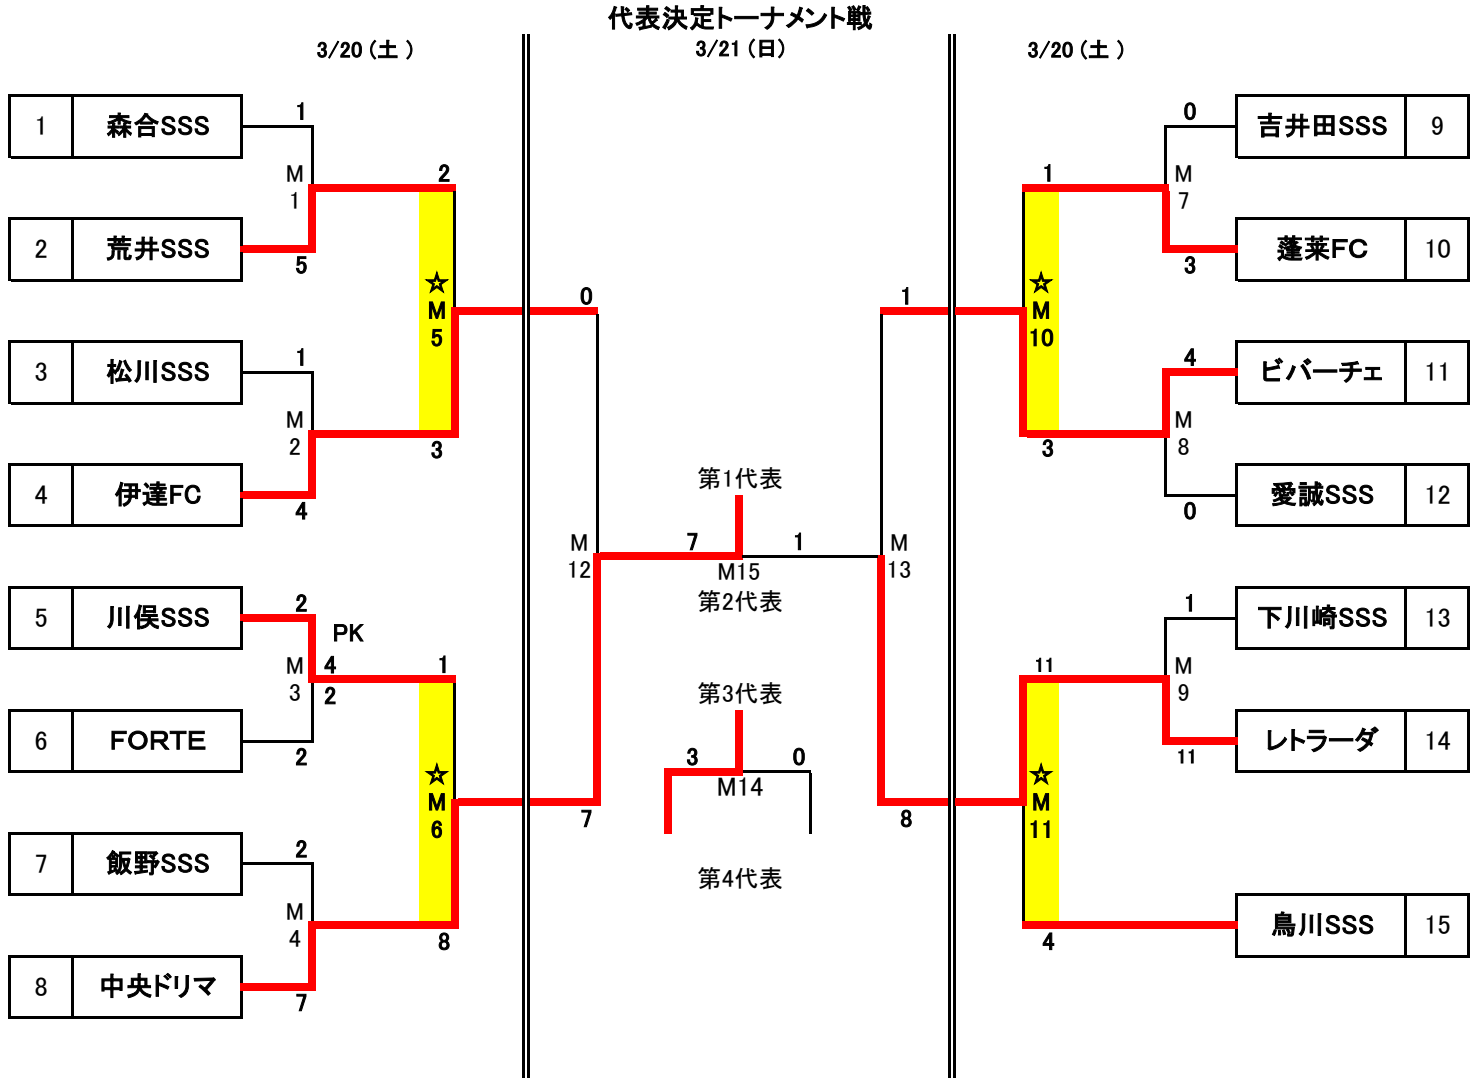 代表決定トーナメント戦
3/20（土 ）
3/21（日）
3/20（土 ）
1 森合SSS
1
M
1
2 荒井SSS
5
2
☆
M
5
3
3 松川SSS
1
M
2
4 伊達FC
4
5 川俣SSS
2
PK
M
3
4
2
6 FORTE
2
1
☆
M
6
8
7 飯野SSS
2
M
4
8 中央ドリマ
7
0
M
12
7
第1代表
7
1
M15
第2代表
第3代表
3
0
M14
第4代表
1
M
13
8
1
☆
M
10
3
0
吉井田SSS 9
M
7
3
蓬莱FC 10
4
ビバーチェ 11
M
8
0
愛誠SSS 12
11
☆
M
11
4
1
下川崎SSS 13
M
9
11
レトラーダ 14
鳥川SSS 15